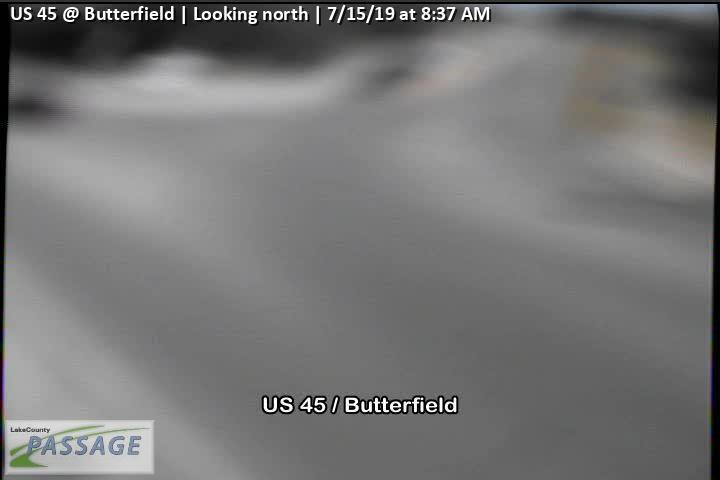 US 45 @ Butterfield | Looking north | 7/15/19 at 8:37 AM
US 45 / Butterfield
LakeCounty
PASSAGE